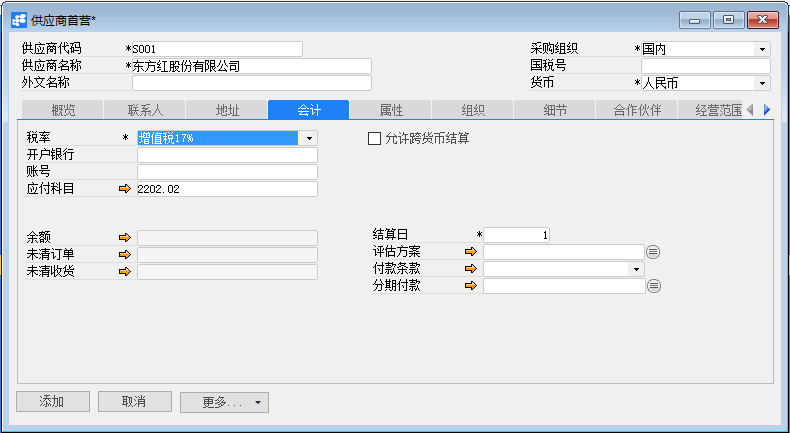 供应商首营*
供应商代码 *S001 采购组织 *国内
供应商名称 *东方红股份有限公司 国税号
外文名称 货币 *人民币
概览 联系人 地址 会计 属性 组织 细节 合作伙伴 经营范围
税率 * 增值税17% 允许跨货币结算
开户银行
账号
应付科目 2202.02
余额 结算日 * 1
未清订单 评估方案
未清收货 付款条款
分期付款
添加 取消 更多...